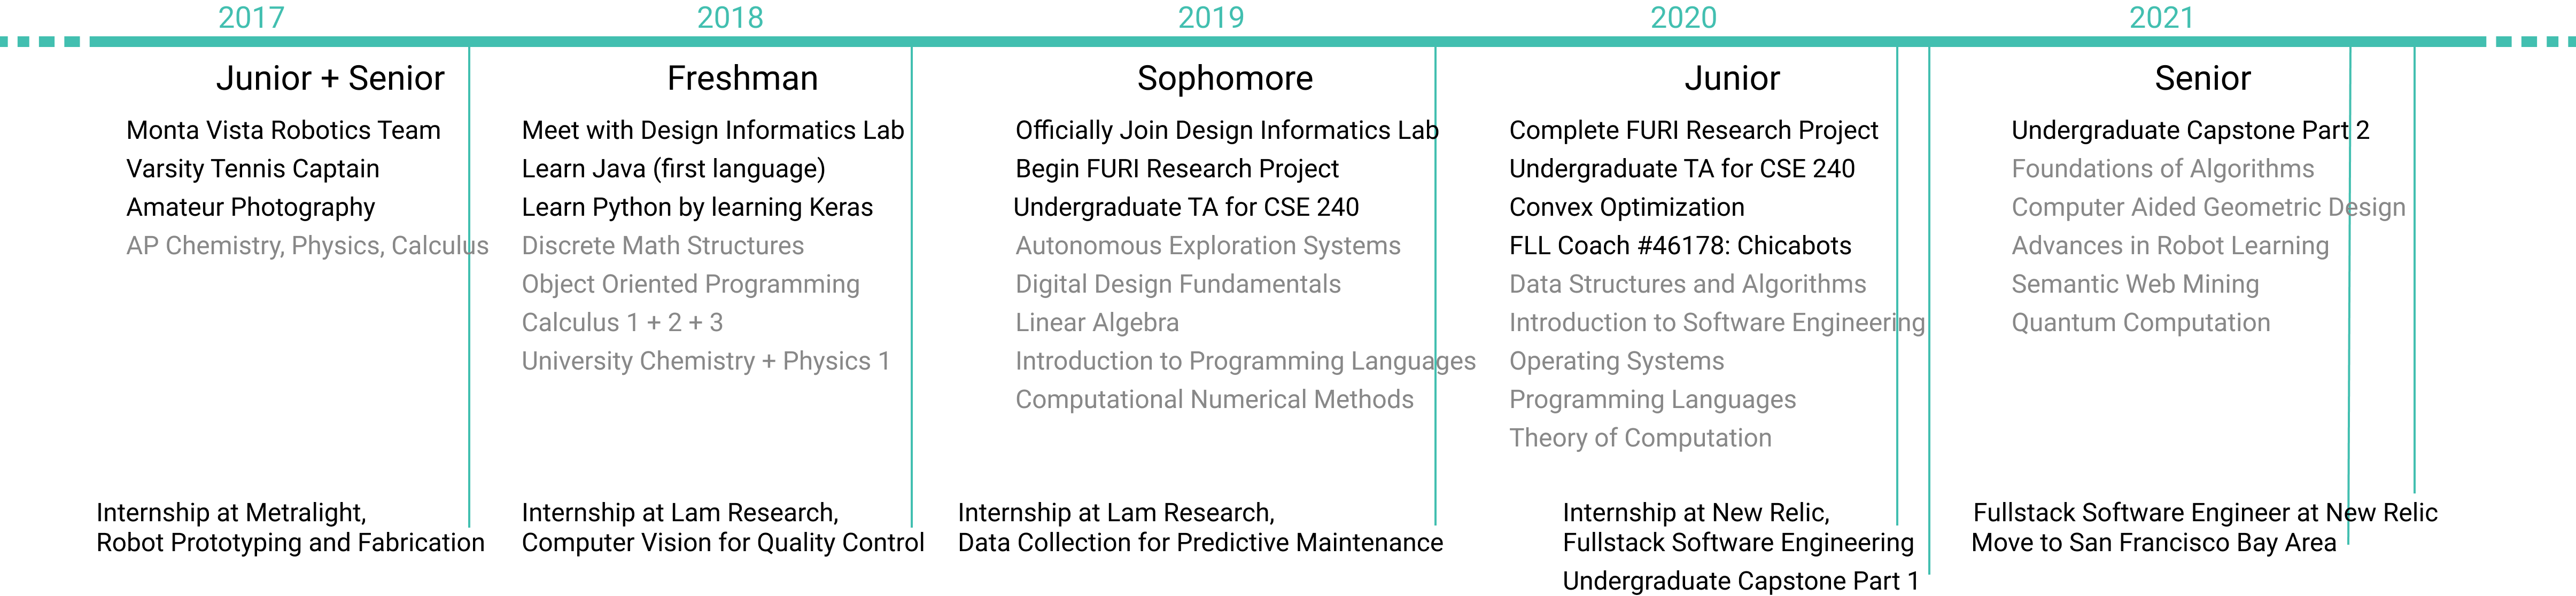 2017
Junior + Senior
Monta Vista Robotics Team
Varsity Tennis Captain
Amateur Photography
AP Chemistry, Physics, Calculus
Internship at Metralight,
Robot Prototyping and Fabrication
2018
Freshman
Meet with Design Informatics Lab
Learn Java (first language)
Learn Python by learning Keras
Discrete Math Structures
Object Oriented Programming
Calculus 1 + 2 + 3
University Chemistry + Physics 1
Internship at Lam Research,
Computer Vision for Quality Control
2019
Sophomore
Officially Join Design Informatics Lab
Begin FURI Research Project
Undergraduate TA for CSE 240
Autonomous Exploration Systems
Digital Design Fundamentals
Linear Algebra
Introduction to Programming Languages
Computational Numerical Methods
Internship at Lam Research,
Data Collection for Predictive Maintenance
2020
Junior
Complete FURI Research Project
Undergraduate TA for CSE 240
Convex Optimization
FLL Coach #46178: Chicabots
Data Structures and Algorithms
Introduction to Software Engineering
Operating Systems
Programming Languages
Theory of Computation
Internship at New Relic,
Fullstack Software Engineering
Undergraduate Capstone Part 1
2021
Senior
Undergraduate Capstone Part 2
Foundations of Algorithms
Computer Aided Geometric Design
Advances in Robot Learning
Semantic Web Mining
Quantum Computation
Fullstack Software Engineer at New Relic
Move to San Francisco Bay Area